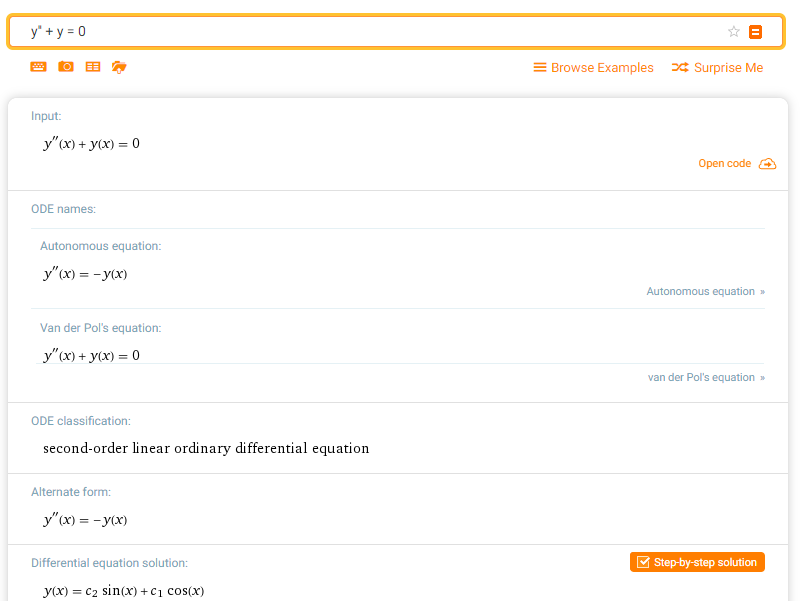 y" + y = 0
Browse Examples
Surprise Me
Input:
y″(x) + y(x) = 0
Open code
ODE names:
Autonomous equation:
y″(x) = −y(x)
Autonomous equation »
Van der Pol's equation:
y″(x) + y(x) = 0
van der Pol's equation »
ODE classification:
second-order linear ordinary differential equation
Alternate form:
y″(x) = −y(x)
Differential equation solution:
Step-by-step solution
y(x) = c₂ sin(x) + c₁ cos(x)